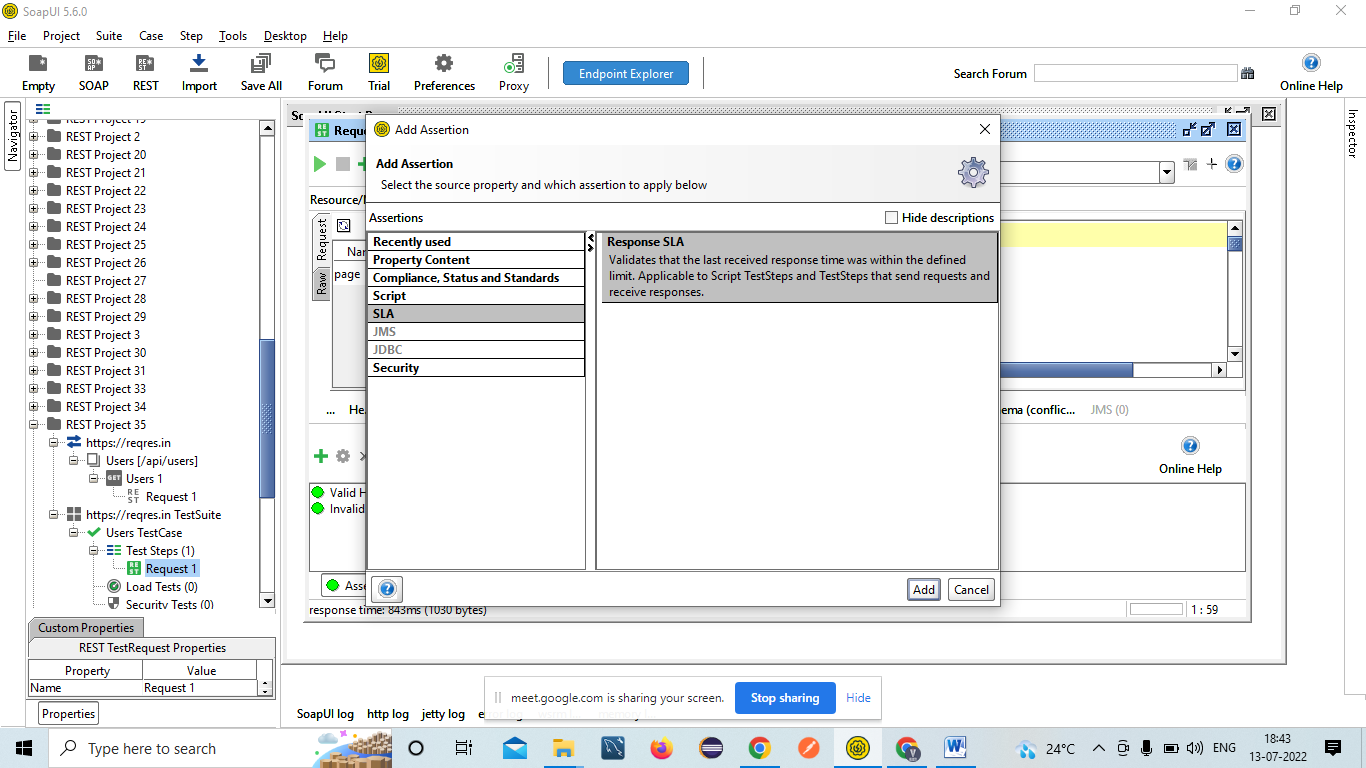 SoapUI 5.6.0
File Project Suite Case Step Tools Desktop Help
Empty SOAP REST Import Save All Forum Trial Preferences Proxy Endpoint Explorer Search Forum Online Help
Navigator
REST Project 2
REST Project 20
REST Project 21
REST Project 22
REST Project 23
REST Project 24
REST Project 25
REST Project 26
REST Project 27
REST Project 28
REST Project 29
REST Project 3
REST Project 30
REST Project 31
REST Project 33
REST Project 34
REST Project 35
https://reqres.in
Users [/api/users]
GET Users 1
REST Request 1
https://reqres.in TestSuite
Users TestCase
Test Steps (1)
REST Request 1
Load Tests (0)
Security Tests (0)
Custom Properties
REST TestRequest Properties
Property Value
Name Request 1
Properties
Inspector
Request
Raw
page
Add Assertion
Add Assertion
Select the source property and which assertion to apply below
Assertions Hide descriptions
Recently used
Property Content
Compliance, Status and Standards
Script
SLA
JMS
JDBC
Security
Response SLA
Validates that the last received response time was within the defined
limit. Applicable to Script TestSteps and TestSteps that send requests and
receive responses.
Add Cancel
... He.. ema (conflic... JMS (0)
Online Help
Valid H
Invalid
Asse
response time: 843ms (1030 bytes) 1 : 59
meet.google.com is sharing your screen. Stop sharing Hide
SoapUI log http log jetty log
Type here to search
24°C ENG 18:43
13-07-2022